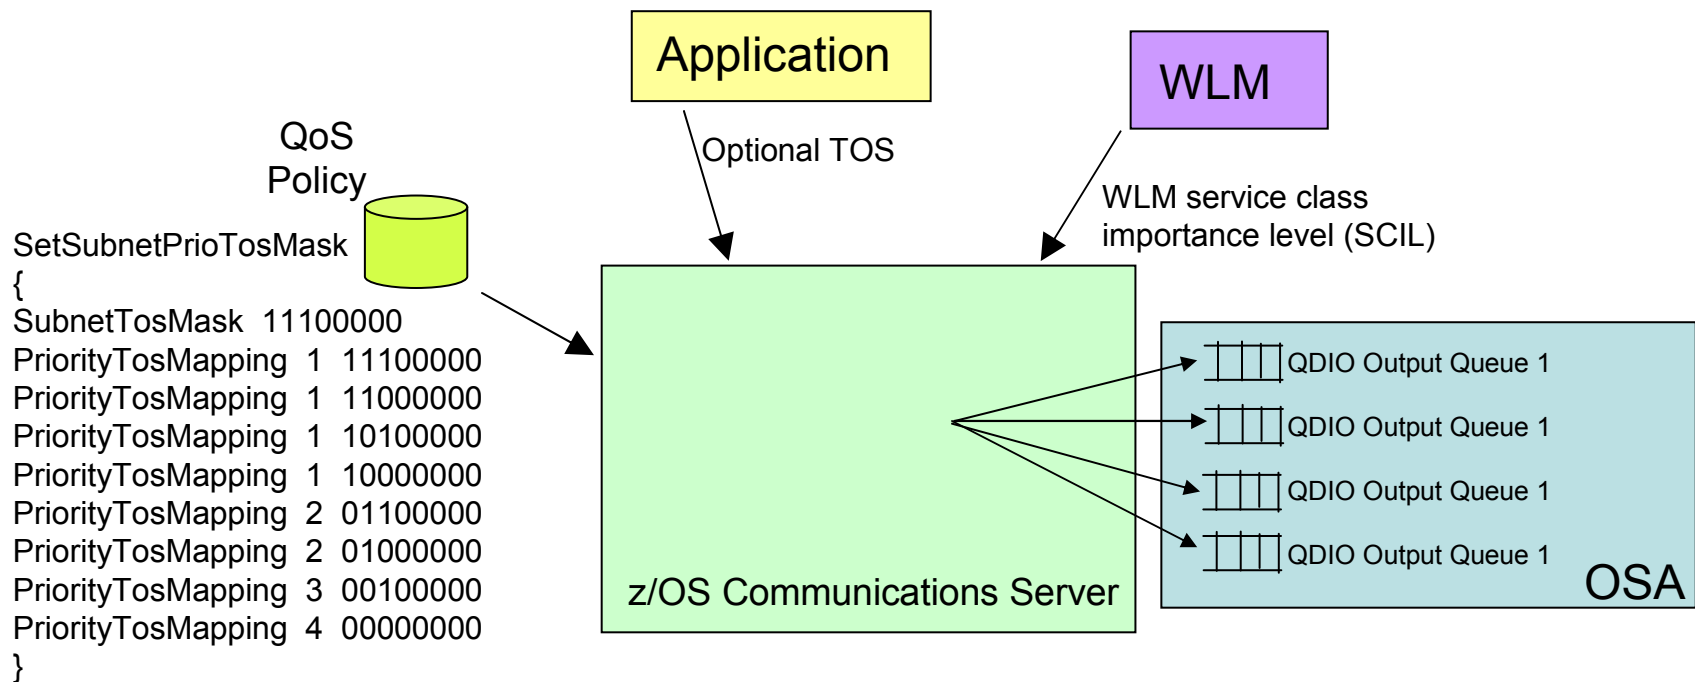 Application
WLM
QoS
Policy
Optional TOS
WLM service class
importance level (SCIL)
SetSubnetPrioTosMask
{
SubnetTosMask 11100000
PriorityTosMapping 1 11100000
PriorityTosMapping 1 11000000
PriorityTosMapping 1 10100000
PriorityTosMapping 1 10000000
PriorityTosMapping 2 01100000
PriorityTosMapping 2 01000000
PriorityTosMapping 3 00100000
PriorityTosMapping 4 00000000
}
z/OS Communications Server
QDIO Output Queue 1
QDIO Output Queue 1
QDIO Output Queue 1
QDIO Output Queue 1
OSA